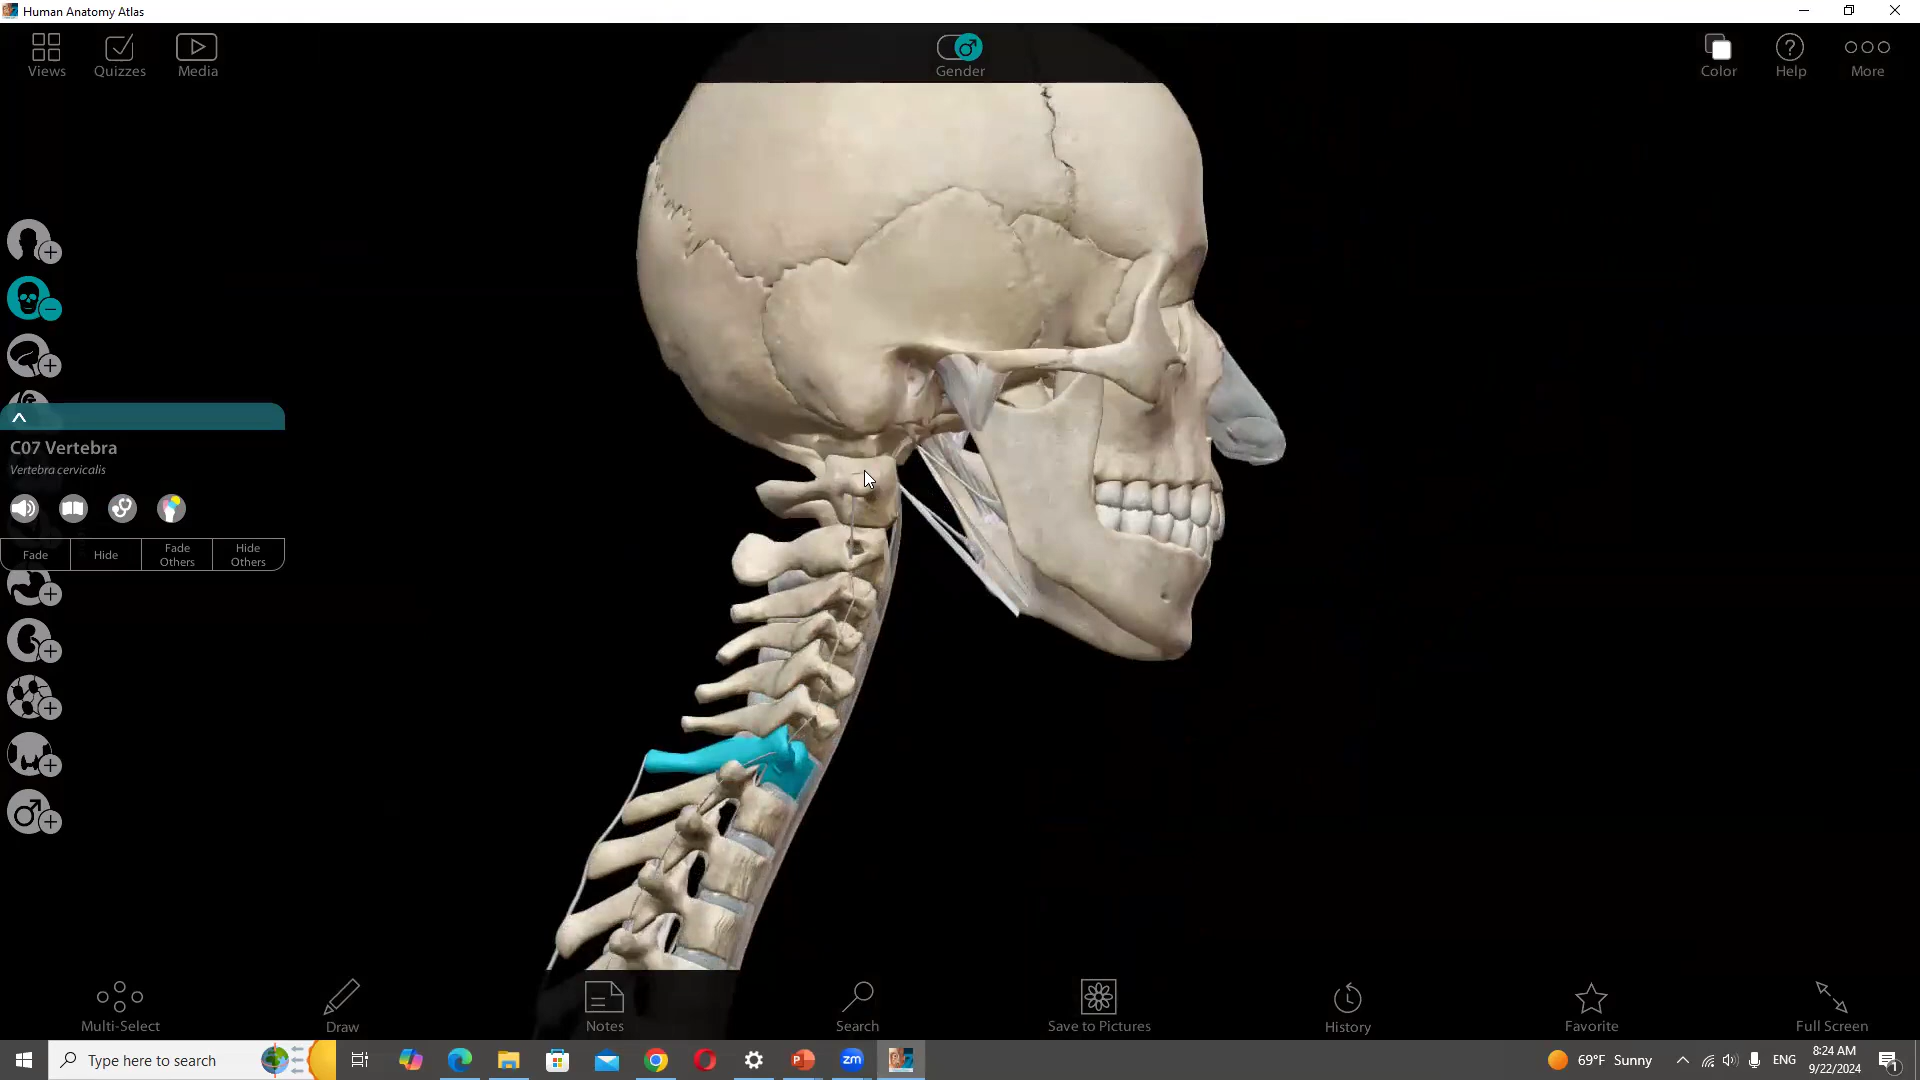 Human Anatomy Atlas
Views
Quizzes
Media
Gender
Color
Help
More
C07 Vertebra
Vertebra cervicalis
Fade
Hide
Fade
Others
Hide
Others
Multi-Select
Draw
Notes
Search
Save to Pictures
History
Favorite
Full Screen
Type here to search
P
zm
69°F Sunny
ENG
8:24 AM
9/22/2024
1